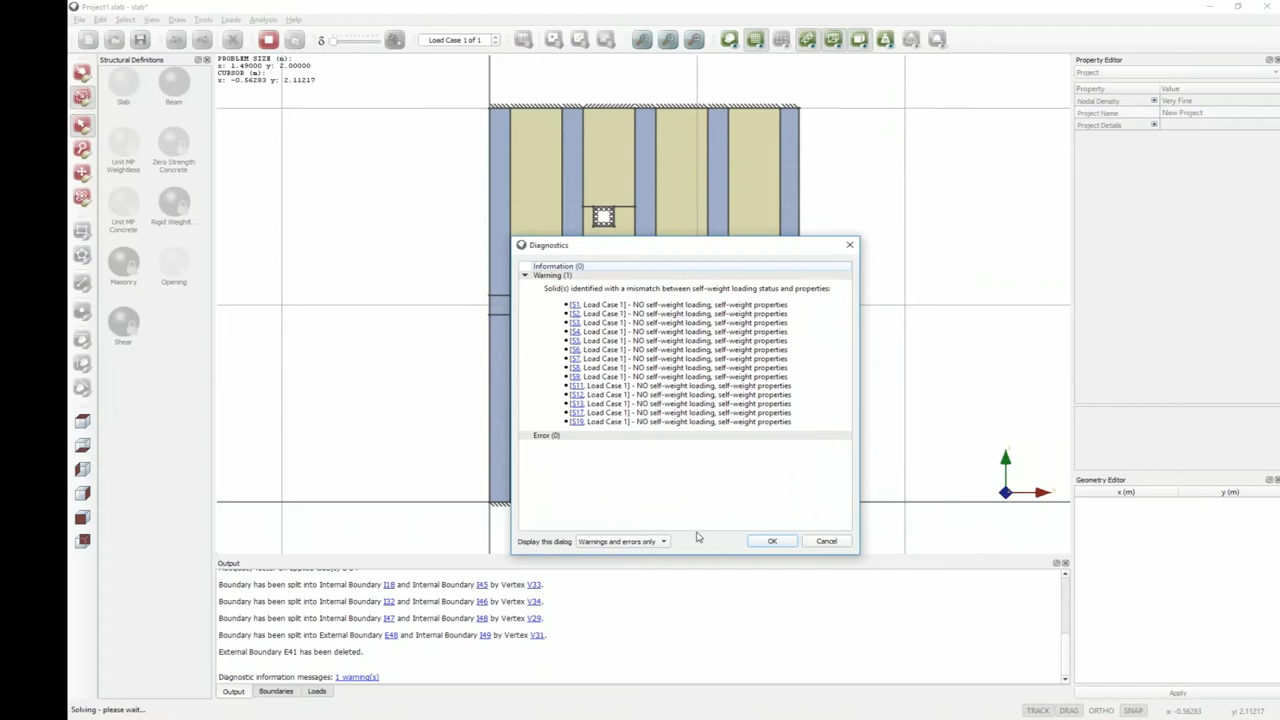 Project1.slab - slab*
File Edit Select View Draw Tools Loads Analysis Help
δ
Load Case 1 of 1
Structural Definitions
Slab
Beam
Unit MP Weightless
Zero Strength Concrete
Unit MP Concrete
Rigid Weightl...
Masonry
Opening
Shear
PROBLEM SIZE (m):
x: 1.49000 y: 2.00000
CURSOR (m):
x: -0.56283 y: 2.11217
Diagnostics
Information (0)
Warning (1)
Solid(s) identified with a mismatch between self-weight loading status and properties:
• [S1, Load Case 1] - NO self-weight loading, self-weight properties
• [S2, Load Case 1] - NO self-weight loading, self-weight properties
• [S3, Load Case 1] - NO self-weight loading, self-weight properties
• [S4, Load Case 1] - NO self-weight loading, self-weight properties
• [S5, Load Case 1] - NO self-weight loading, self-weight properties
• [S6, Load Case 1] - NO self-weight loading, self-weight properties
• [S7, Load Case 1] - NO self-weight loading, self-weight properties
• [S8, Load Case 1] - NO self-weight loading, self-weight properties
• [S9, Load Case 1] - NO self-weight loading, self-weight properties
• [S11, Load Case 1] - NO self-weight loading, self-weight properties
• [S12, Load Case 1] - NO self-weight loading, self-weight properties
• [S13, Load Case 1] - NO self-weight loading, self-weight properties
• [S17, Load Case 1] - NO self-weight loading, self-weight properties
• [S19, Load Case 1] - NO self-weight loading, self-weight properties
Error (0)
Display this dialog
Warnings and errors only
OK
Cancel
Property Editor
Project
Property Value
Nodal Density Very Fine
Project Name New Project
Project Details
Geometry Editor
x (m) y (m)
Apply
Output
Boundary has been split into Internal Boundary I18 and Internal Boundary I45 by Vertex V33.
Boundary has been split into Internal Boundary I32 and Internal Boundary I46 by Vertex V34.
Boundary has been split into Internal Boundary I47 and Internal Boundary I48 by Vertex V29.
Boundary has been split into External Boundary E48 and Internal Boundary I49 by Vertex V31.
External Boundary E41 has been deleted.
Diagnostic information messages: 1 warning(s)
Output Boundaries Loads
Solving - please wait...
TRACK DRAG ORTHO SNAP x: -0.56283 y: 2.11217